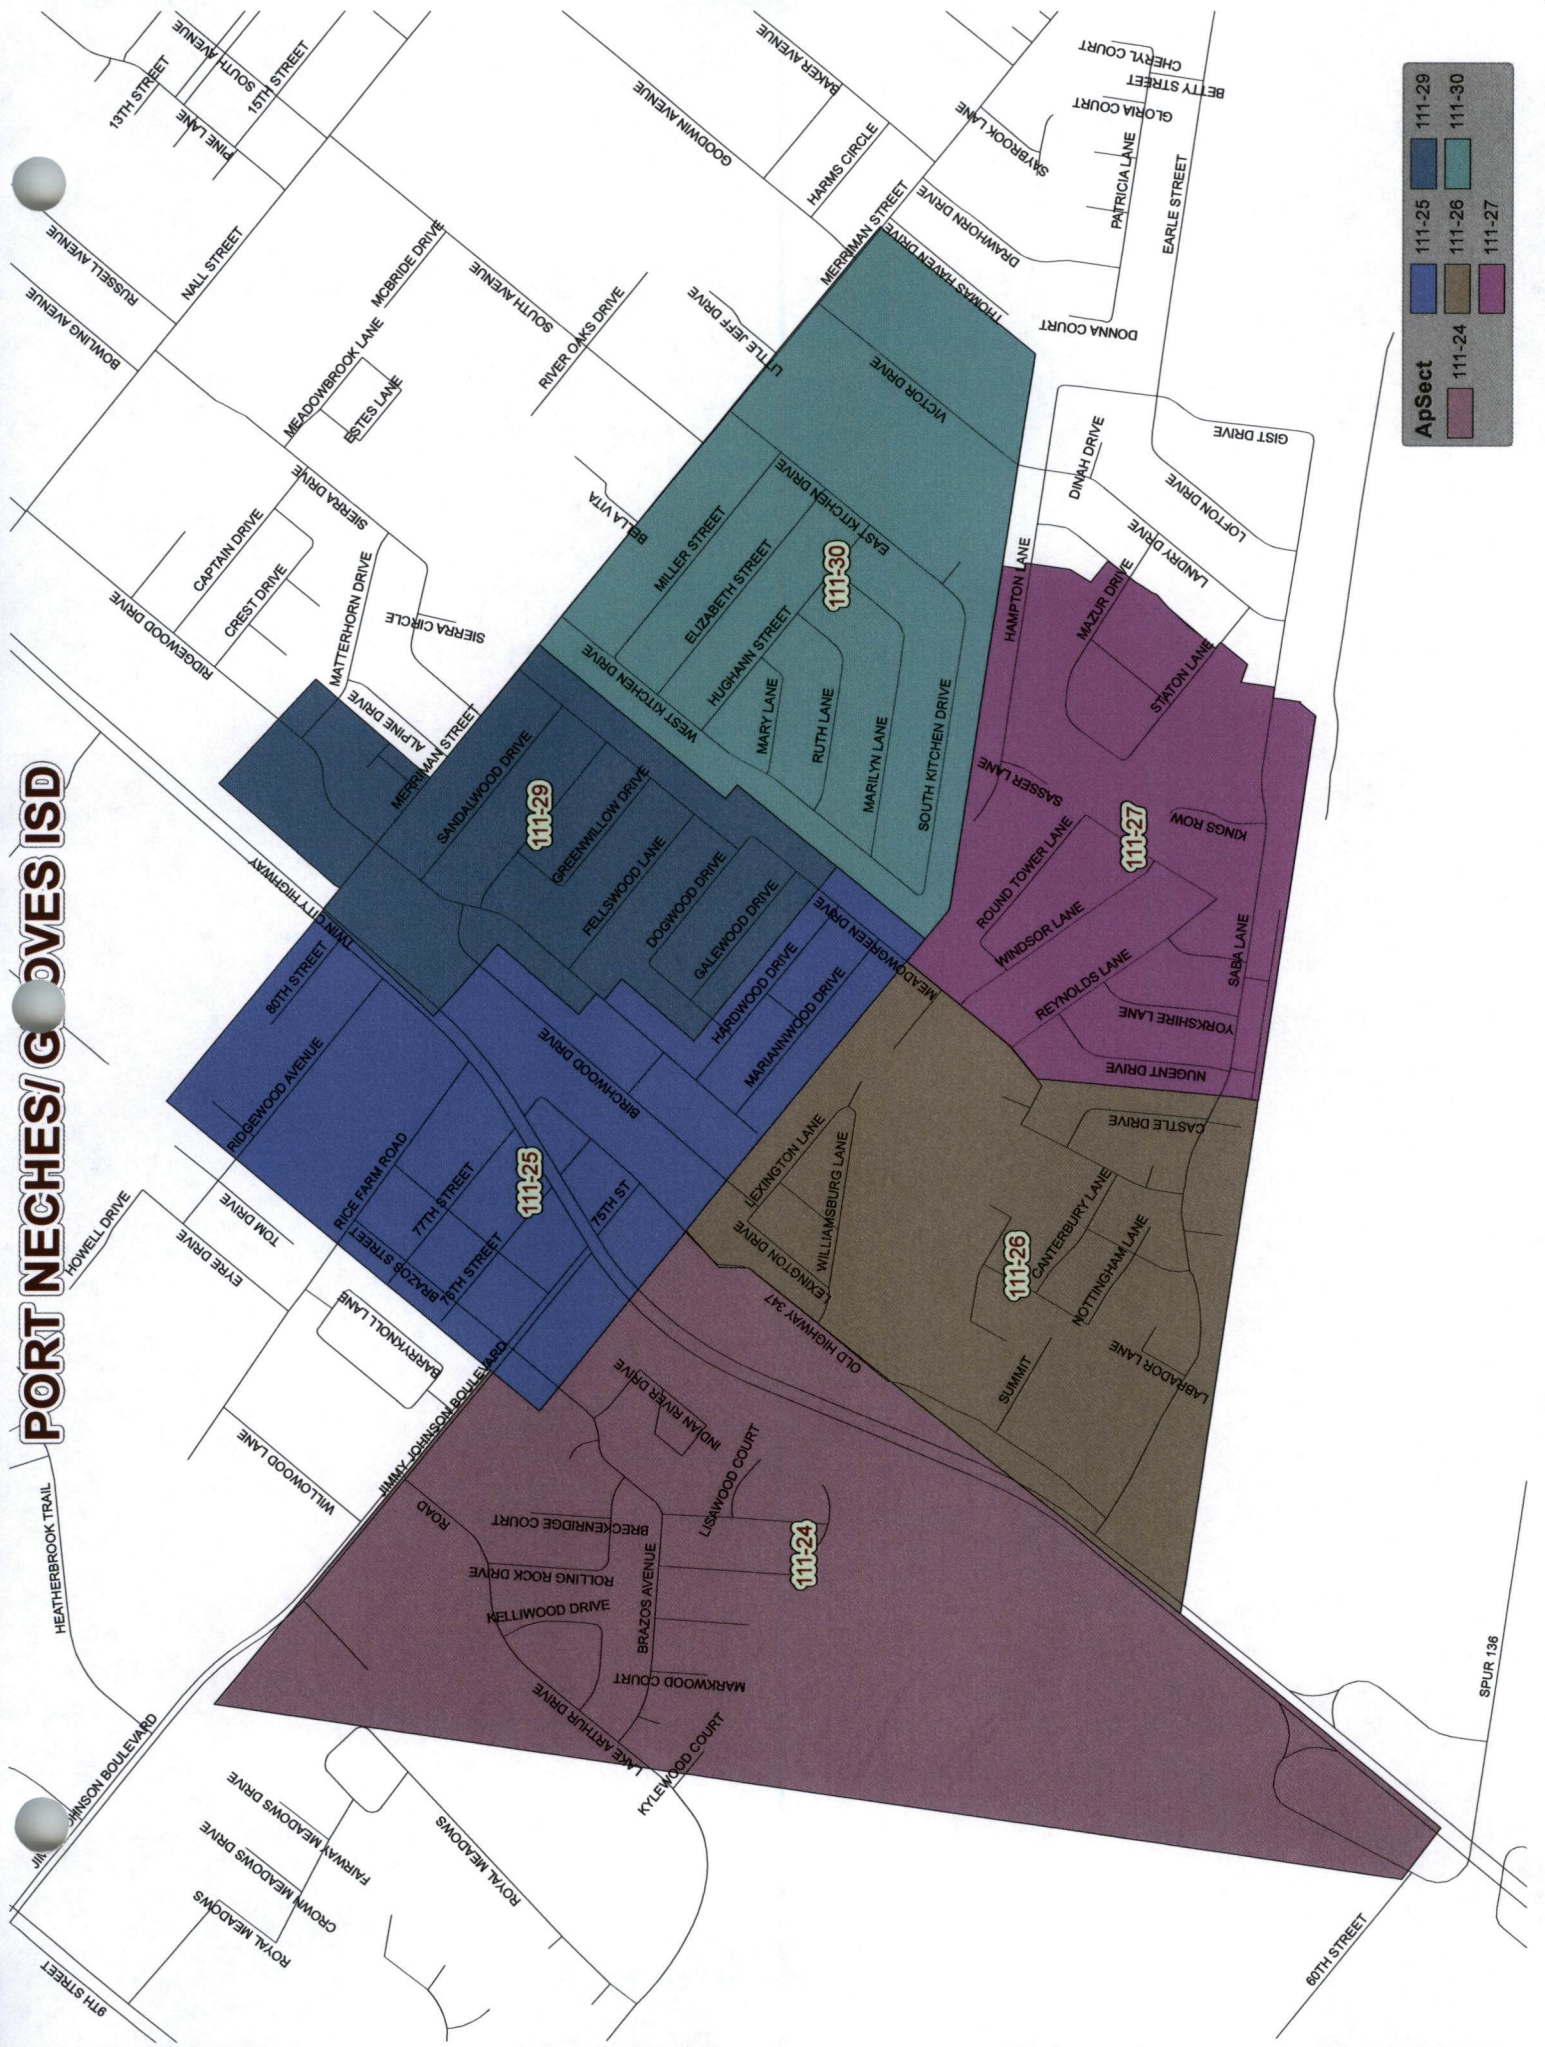 PORT NECHES/ G OVES ISD
HEATHERBROOK TRAIL
HOWELL DRIVE
EYRE DRIVE
TOM DRIVE
WILLOWOOD LANE
BARRYKNOLL LANE
JIMMY JOHNSON BOULEVARD
OHNSON BOULEVARD
9TH STREET
ROYAL MEADOWS
CROWN MEADOWS DRIVE
FAIRWAY MEADOWS DRIVE
ROYAL MEADOWS
80TH STREET
RIDGEWOOD AVENUE
RICE FARM ROAD
BRAZOS STREET
77TH STREET
76TH STREET
75TH ST
111-25
TWIN CITY HIGHWAY
BIRCHWOOD DRIVE
HARDWOOD DRIVE
MARIANNWOOD DRIVE
MEADOWGREEN DRIVE
RIDGEWOOD DRIVE
BOWLING AVENUE
RUSSELL AVENUE
NALL STREET
13TH STREET
PINE LANE
15TH STREET
SOUTH AVENUE
MCBRIDE DRIVE
MEADOWBROOK LANE
ESTES LANE
SIERRA DRIVE
CAPTAIN DRIVE
CREST DRIVE
MATTERHORN DRIVE
SIERRA CIRCLE
ALPINE DRIVE
MERRIMAN STREET
SOUTH AVENUE
RIVER OAKS DRIVE
LITTLE JEFF DRIVE
BELLA VITA
GOODWIN AVENUE
BAKER AVENUE
HARMS CIRCLE
MERRIMAN STREET
DRAWHORN DRIVE
THOMAS HAVEN DRIVE
SAYBROOK LANE
GLORIA COURT
CHERYL COURT
BETTY STREET
PATRICIA LANE
EARLE STREET
DONNA COURT
SANDALWOOD DRIVE
111-29
GREENWILLOW DRIVE
FELLSWOOD LANE
DOGWOOD DRIVE
GALEWOOD DRIVE
VICTOR DRIVE
EAST KITCHEN DRIVE
MILLER STREET
ELIZABETH STREET
111-30
HUGHANN STREET
WEST KITCHEN DRIVE
MARY LANE
RUTH LANE
MARILYN LANE
SOUTH KITCHEN DRIVE
GIST DRIVE
DINAH DRIVE
LOFTON DRIVE
LANDRY DRIVE
HAMPTON LANE
MAZUR DRIVE
STATON LANE
SASSER LANE
KINGS ROW
111-27
ROUND TOWER LANE
WINDSOR LANE
REYNOLDS LANE
SABA LANE
YORKSHIRE LANE
NUGENT DRIVE
CASTLE DRIVE
LEXINGTON LANE
WILLIAMSBURG LANE
LEXINGTON DRIVE
111-26
CANTERBURY LANE
NOTTINGHAM LANE
LABRADOR LANE
SUMMIT
OLD HIGHWAY 347
INDIAN RIVER DRIVE
LISAWOOD COURT
BRECKENRIDGE COURT
ROLLING ROCK DRIVE
KELLIWOOD DRIVE
BRAZOS AVENUE
MARKWOOD COURT
111-24
ROAD
LAKE ARTHUR DRIVE
KYLEWOOD COURT
60TH STREET
SPUR 136
ApSect
111-24
111-25
111-26
111-27
111-29
111-30